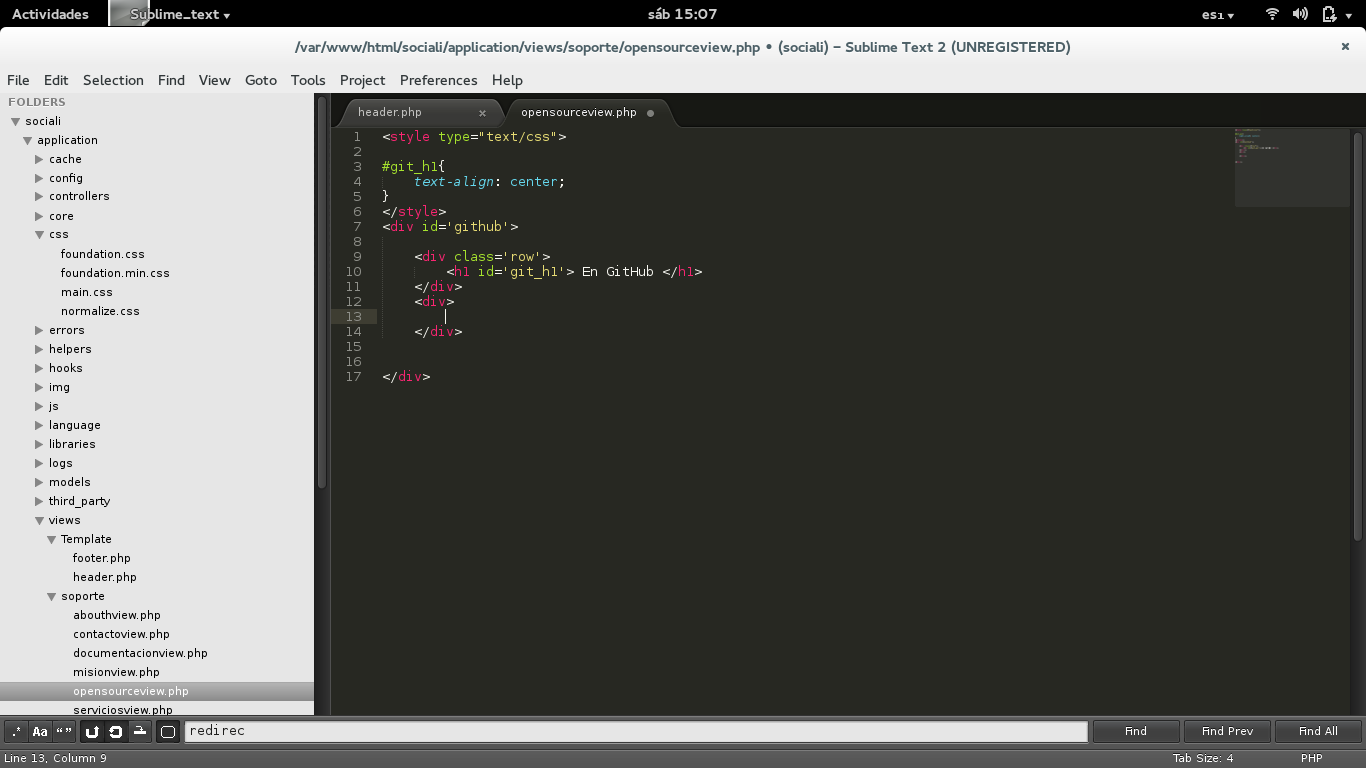 Actividades Sublime_text sáb 15:07 es1
/var/www/html/sociali/application/views/soporte/opensourceview.php • (sociali) – Sublime Text 2 (UNREGISTERED) ×
File Edit Selection Find View Goto Tools Project Preferences Help
FOLDERS
sociali
application
cache
config
controllers
core
css
foundation.css
foundation.min.css
main.css
normalize.css
errors
helpers
hooks
img
js
language
libraries
logs
models
third_party
views
Template
footer.php
header.php
soporte
abouthview.php
contactoview.php
documentacionview.php
misionview.php
opensourceview.php
serviciosview.php
header.php × opensourceview.php
1 <style type="text/css">
2
3 #git_h1{
4 text-align: center;
5 }
6 </style>
7 <div id='github'>
8
9 <div class='row'>
10 <h1 id='git_h1'> En GitHub </h1>
11 </div>
12 <div>
13
14 </div>
15
16
17 </div>
.* Aa “” redirec Find Find Prev Find All
Line 13, Column 9 Tab Size: 4 PHP